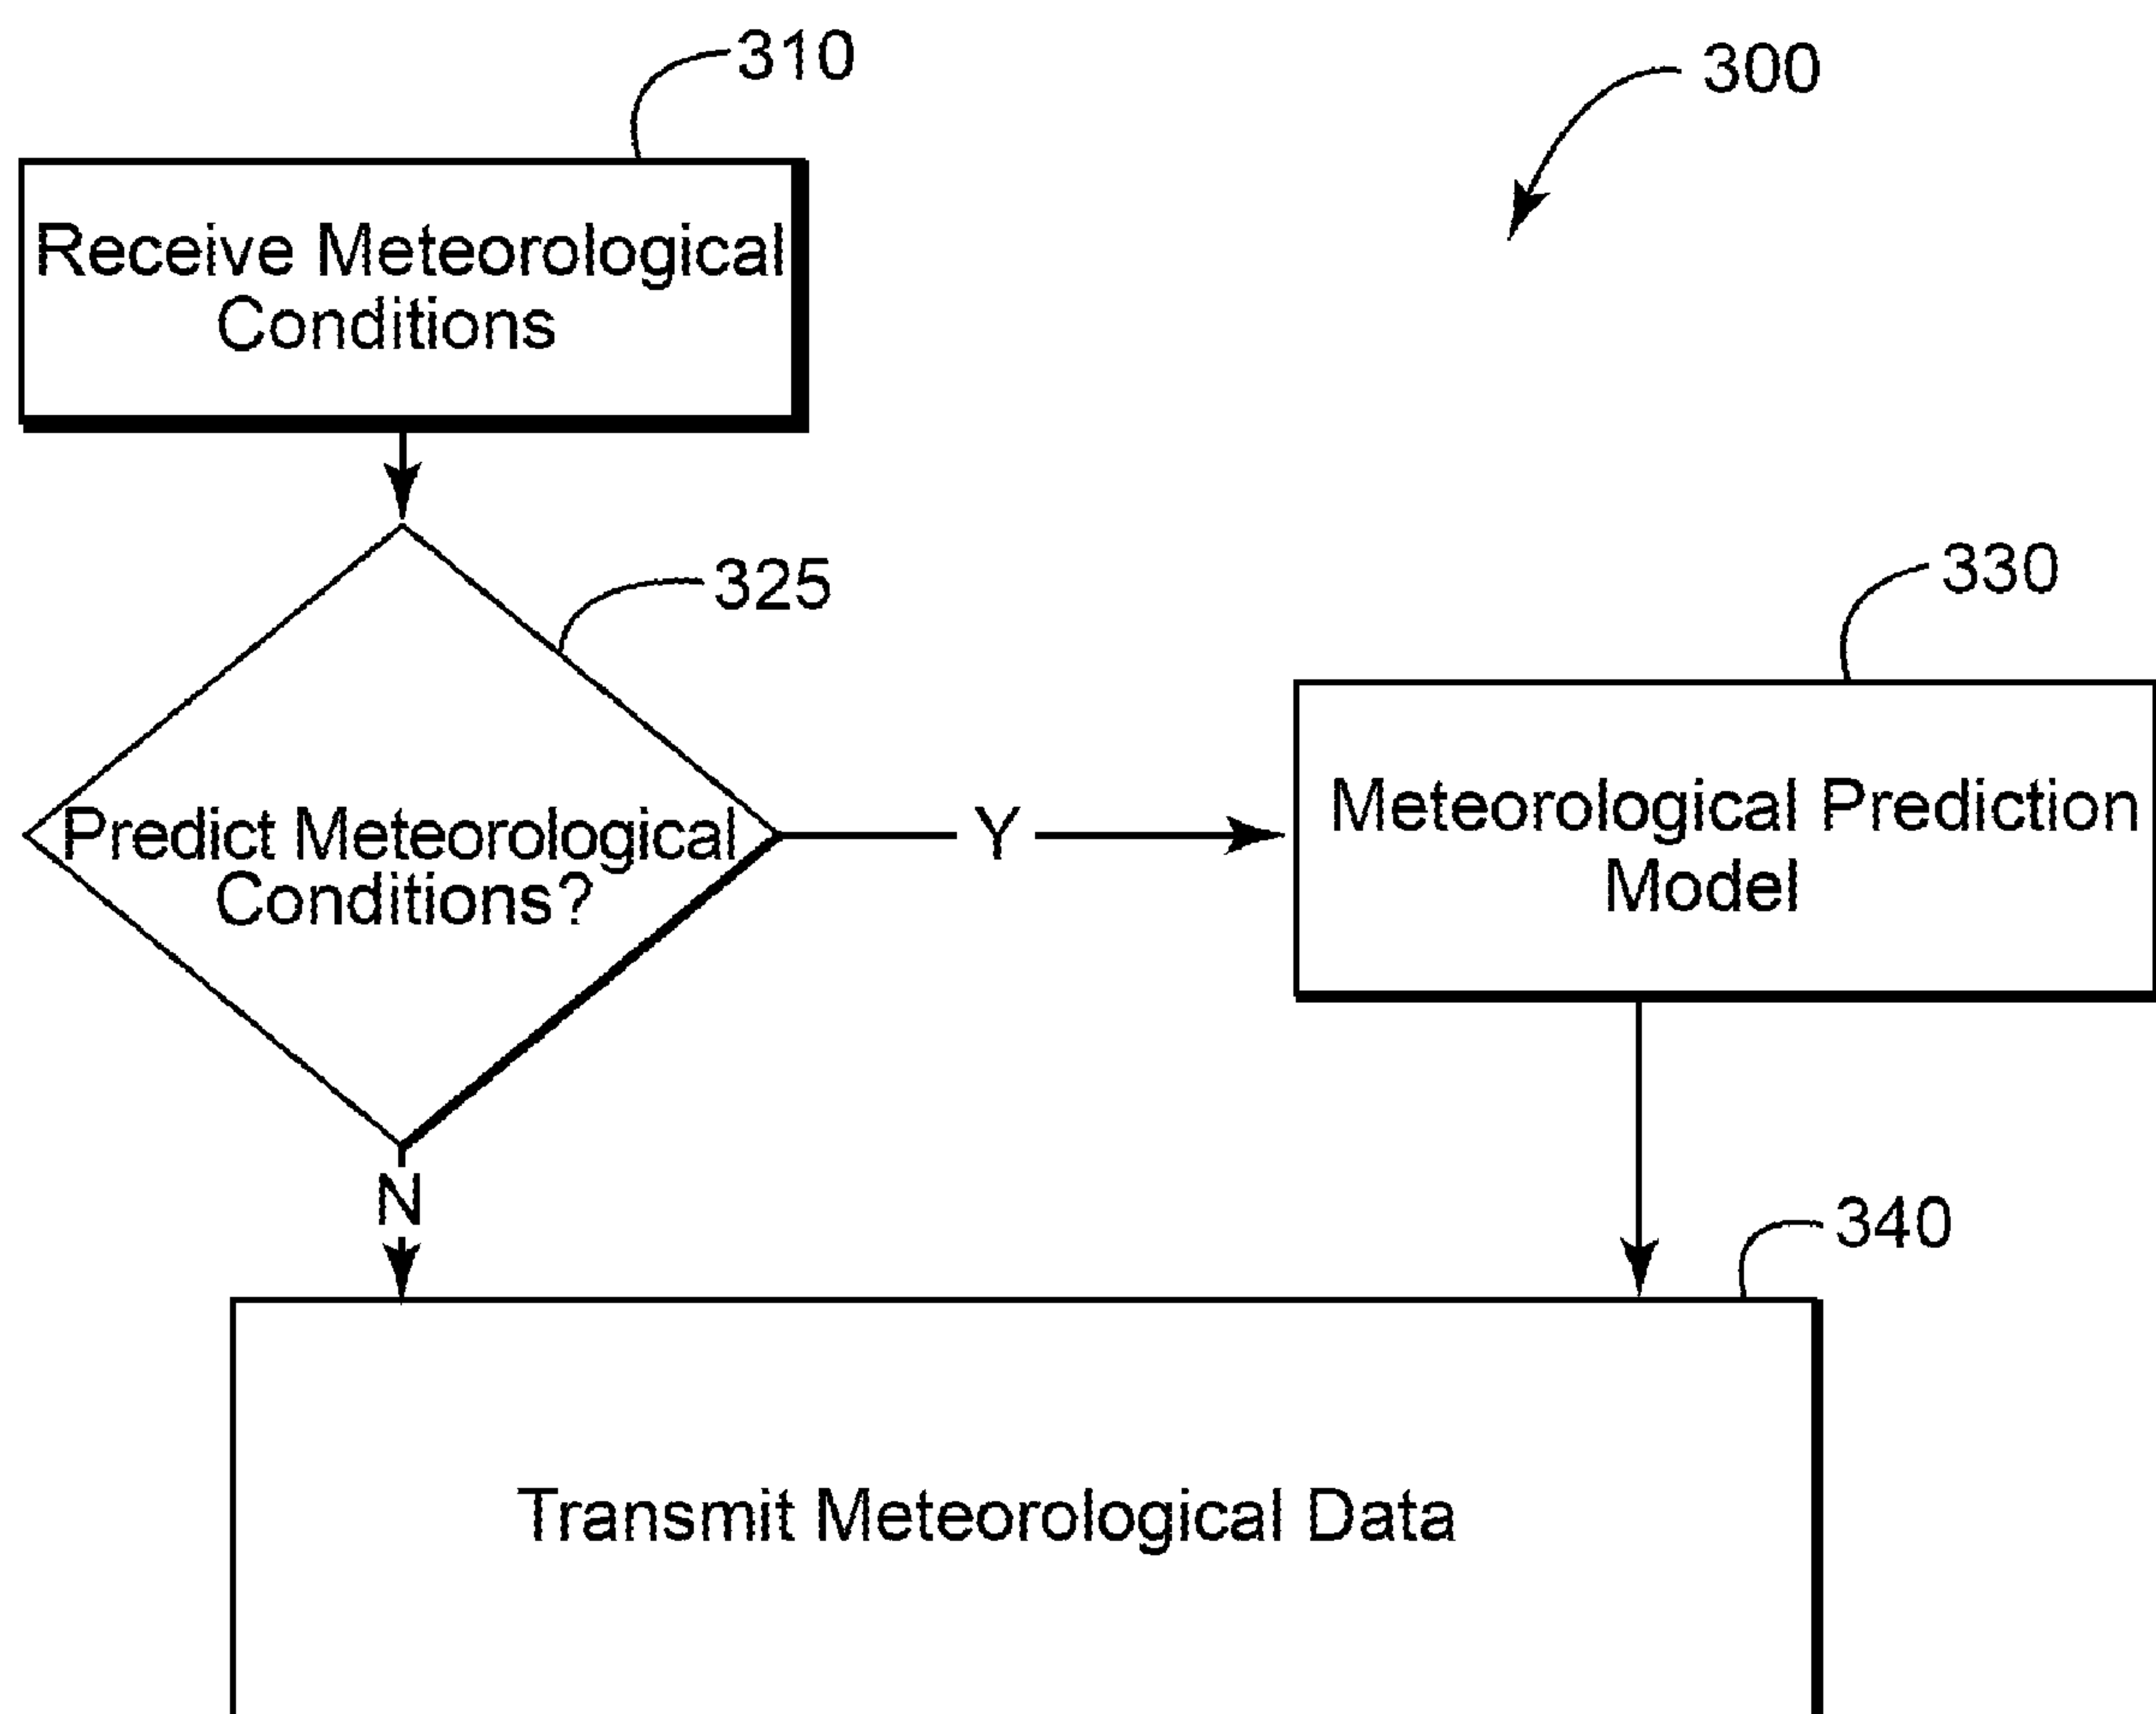 310
300
Receive Meteorological
Conditions
325
330
Predict Meteorological
Conditions?
Y
Meteorological Prediction
Model
N
340
Transmit Meteorological Data